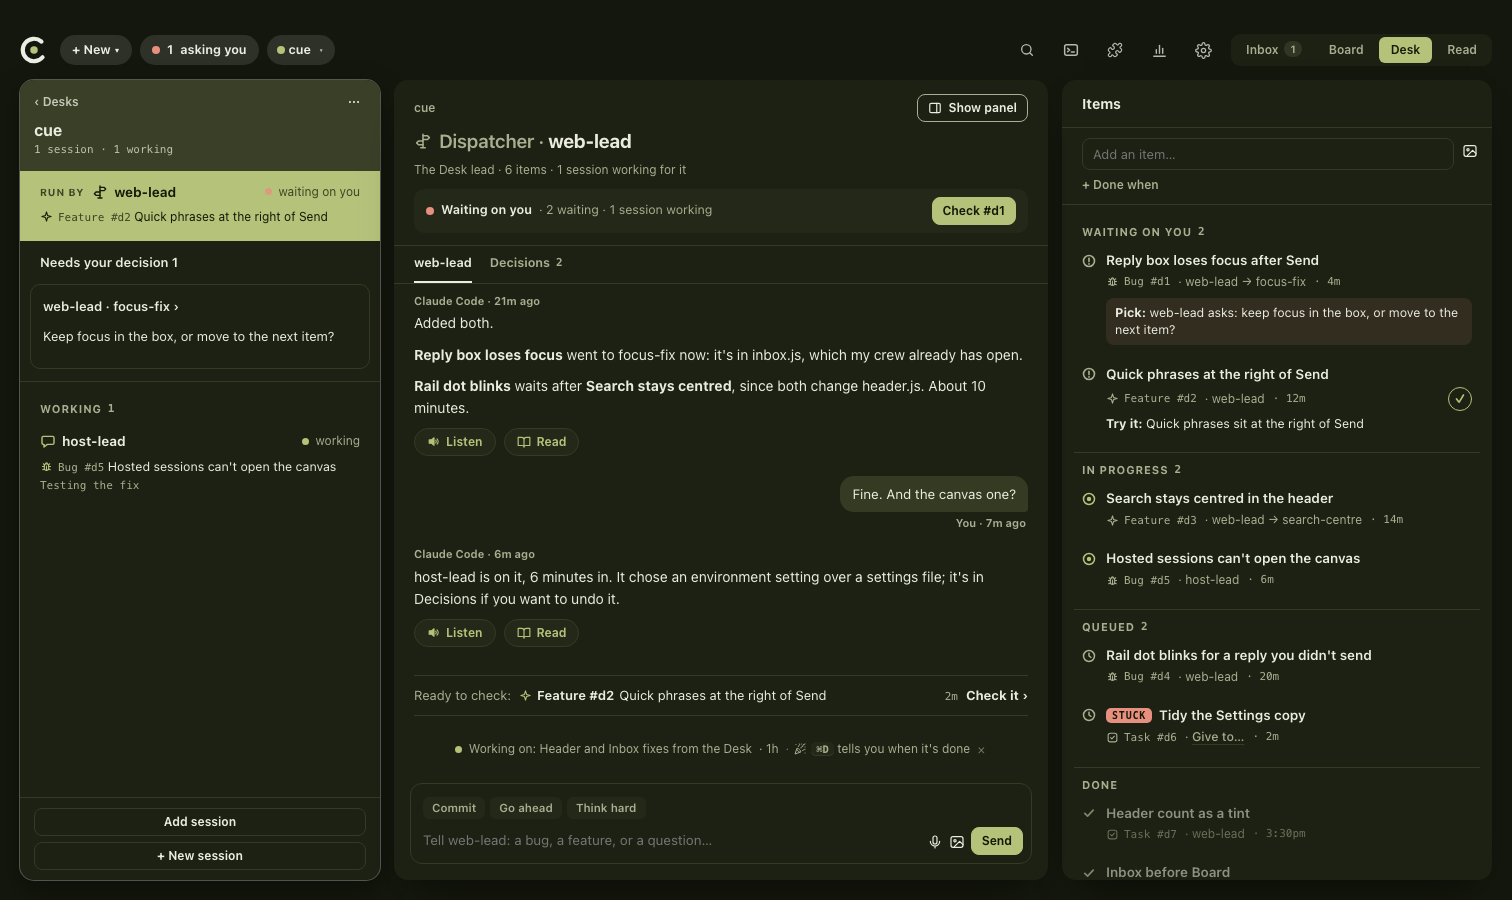 + New ▾
1 asking you
cue
Inbox 1
Board
Desk
Read
‹ Desks
···
cue
1 session · 1 working
RUN BY web-lead
waiting on you
Feature #d2 Quick phrases at the right of Send
Needs your decision 1
web-lead · focus-fix ›
Keep focus in the box, or move to the next item?
WORKING 1
host-lead
working
Bug #d5 Hosted sessions can't open the canvas
Testing the fix
Add session
+ New session
cue
Show panel
Dispatcher · web-lead
The Desk lead · 6 items · 1 session working for it
Waiting on you · 2 waiting · 1 session working
Check #d1
web-lead
Decisions 2
Claude Code · 21m ago
Added both.
Reply box loses focus went to focus-fix now: it's in inbox.js, which my crew already has open.
Rail dot blinks waits after Search stays centred, since both change header.js. About 10
minutes.
Listen
Read
Fine. And the canvas one?
You · 7m ago
Claude Code · 6m ago
host-lead is on it, 6 minutes in. It chose an environment setting over a settings file; it's in
Decisions if you want to undo it.
Listen
Read
Ready to check: Feature #d2 Quick phrases at the right of Send
2m Check it ›
Working on: Header and Inbox fixes from the Desk · 1h · ⌘D tells you when it's done ×
Commit
Go ahead
Think hard
Tell web-lead: a bug, a feature, or a question…
Send
Items
Add an item…
+ Done when
WAITING ON YOU 2
Reply box loses focus after Send
Bug #d1 · web-lead → focus-fix · 4m
Pick: web-lead asks: keep focus in the box, or move to the
next item?
Quick phrases at the right of Send
Feature #d2 · web-lead · 12m
Try it: Quick phrases sit at the right of Send
IN PROGRESS 2
Search stays centred in the header
Feature #d3 · web-lead → search-centre · 14m
Hosted sessions can't open the canvas
Bug #d5 · host-lead · 6m
QUEUED 2
Rail dot blinks for a reply you didn't send
Bug #d4 · web-lead · 20m
STUCK Tidy the Settings copy
Task #d6 · Give to… · 2m
DONE
Header count as a tint
Task #d7 · web-lead · 3:30pm
Inbox before Board